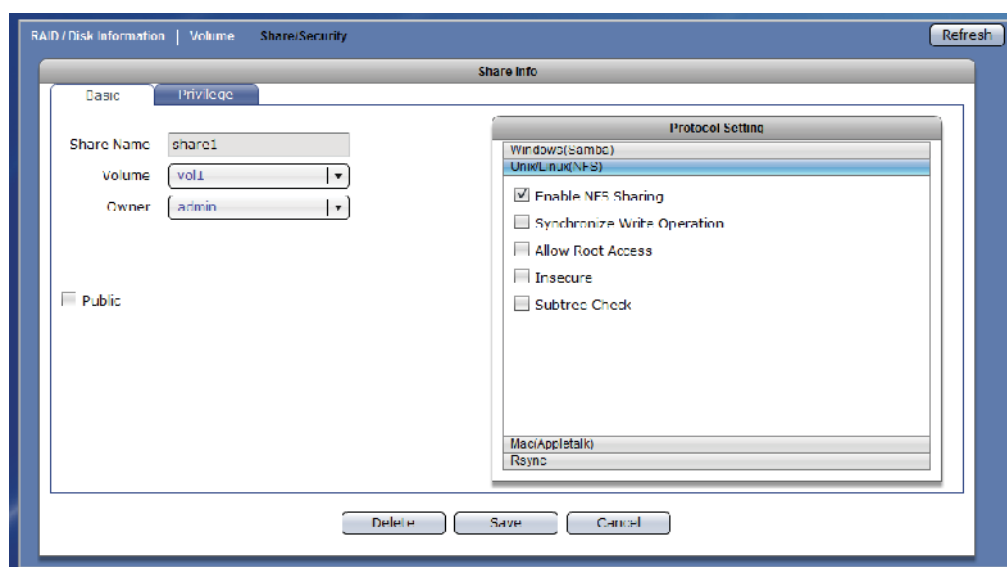 RAID / Disk Information | Volume Share/Security Refresh
Share Info
Basic Privilege
Share Name share1
Volume vol1
Owner admin
Public
Protocol Setting
Windows(Samba)
Unix/Linux(NFS)
Enable NFS Sharing
Synchronize Write Operation
Allow Root Access
Insecure
Subtree Check
Mac(Appletalk)
Rsync
Delete Save Cancel